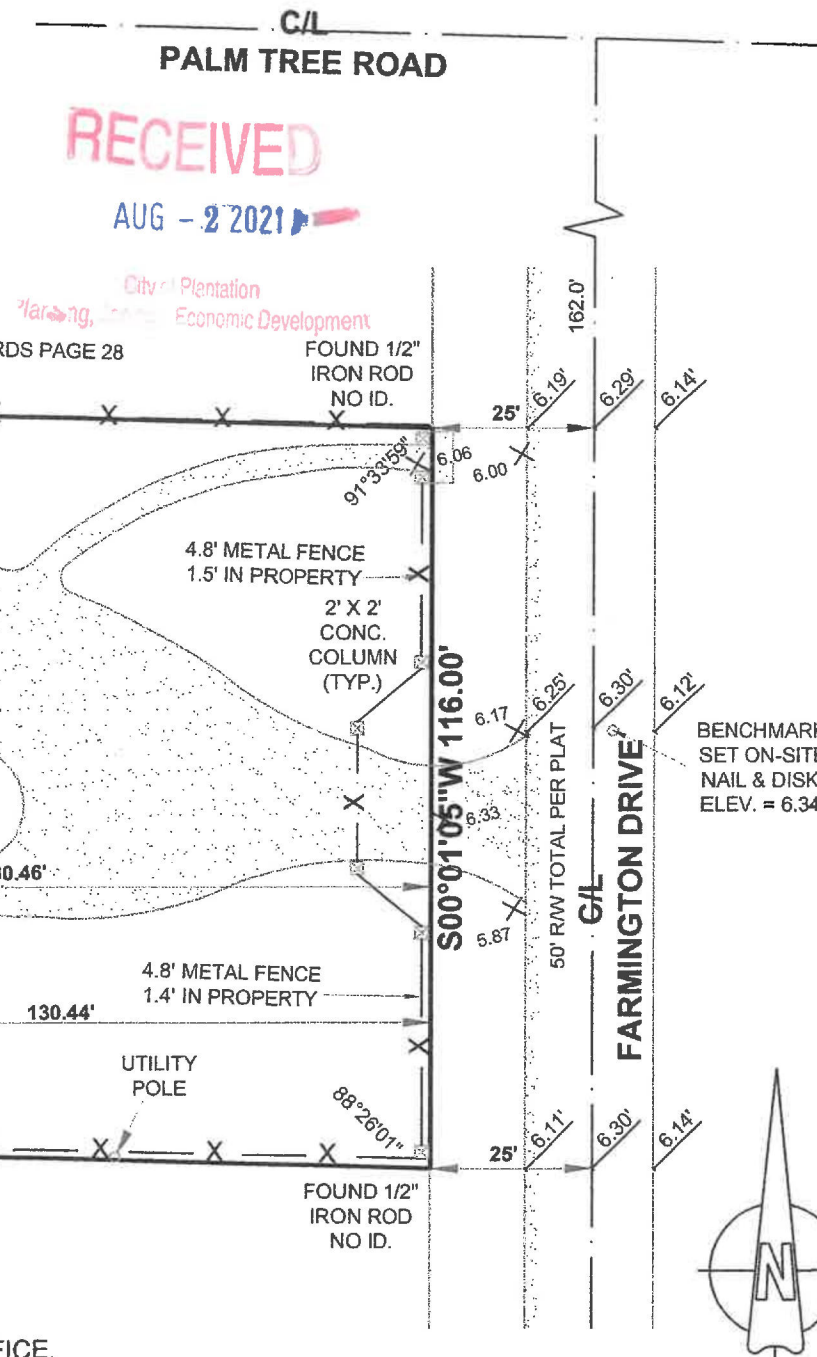 C/L
PALM TREE ROAD
RECEIVED
AUG - 2 2021
City of Plantation
Economic Development
RDS PAGE 28
FOUND 1/2"
IRON ROD
NO ID.
162.0'
25'
6.19'
6.29'
6.14'
91°33'59"
6.06
6.00
4.8' METAL FENCE
1.5' IN PROPERTY
2' X 2'
CONC.
COLUMN
(TYP.)
S00°01'05"W 116.00'
6.17
6.25'
6.30'
6.12'
BENCHMARK
SET ON-SITE
NAIL & DISK
ELEV. = 6.34
6.33
50' R/W TOTAL PER PLAT
C/L
FARMINGTON DRIVE
0.46'
5.87
4.8' METAL FENCE
1.4' IN PROPERTY
130.44'
UTILITY
POLE
88°26'01"
25'
6.11'
6.30'
6.14'
FOUND 1/2"
IRON ROD
NO ID.
N
FICE.